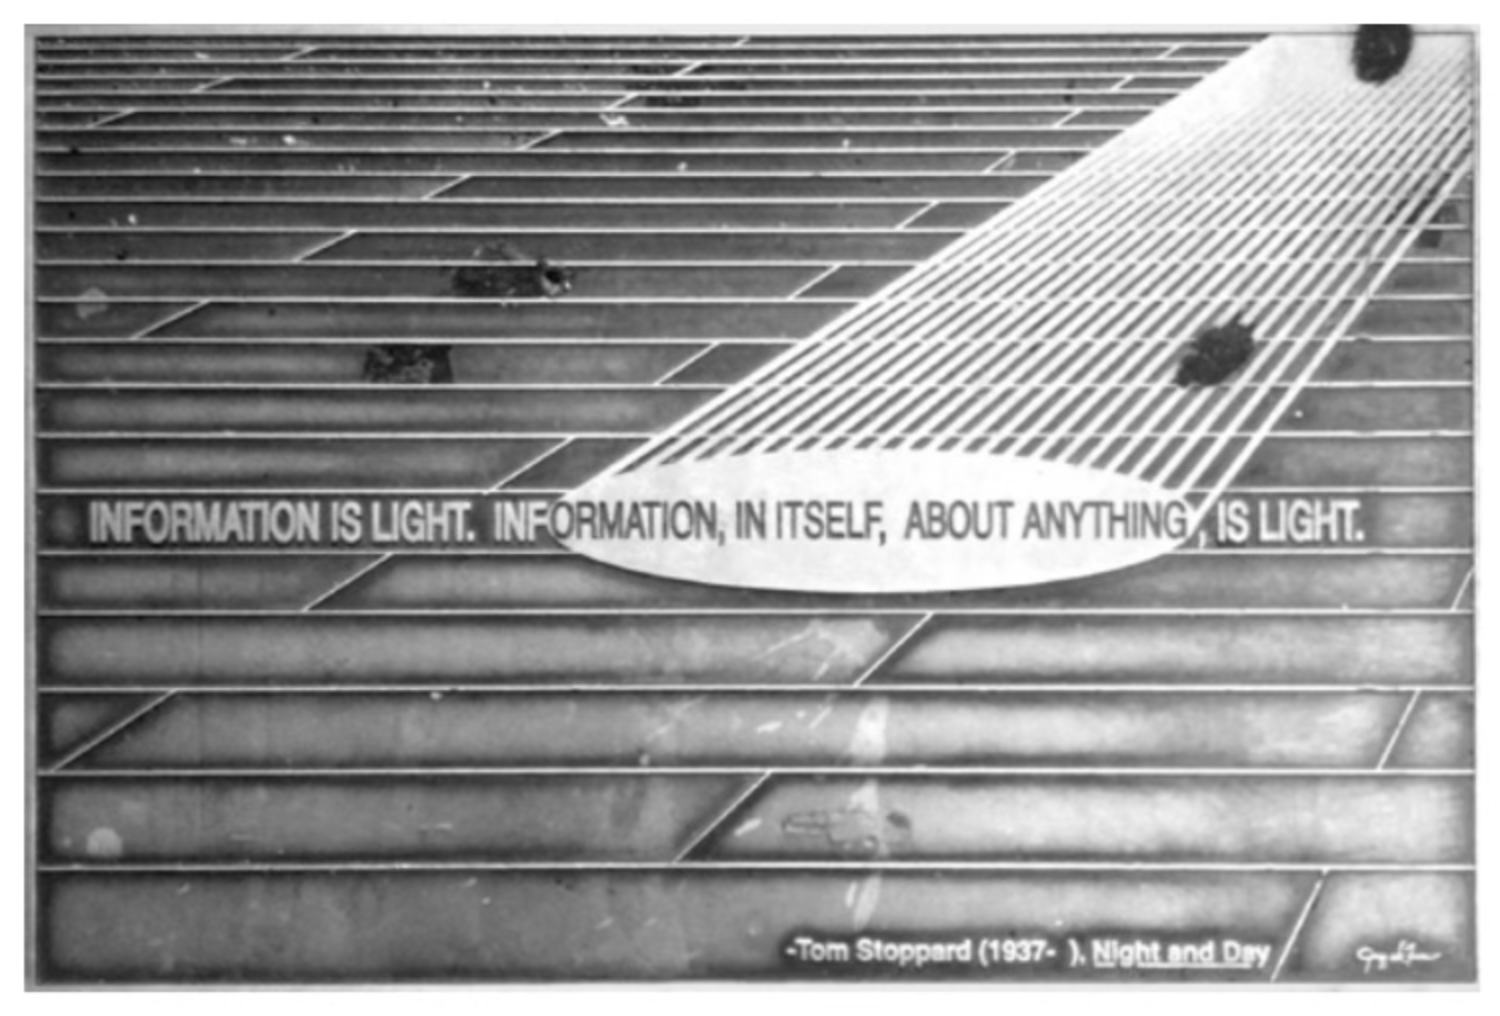 INFORMATION IS LIGHT. INFORMATION, IN ITSELF, ABOUT ANYTHING, IS LIGHT.
-Tom Stoppard (1937- ), Night and Day